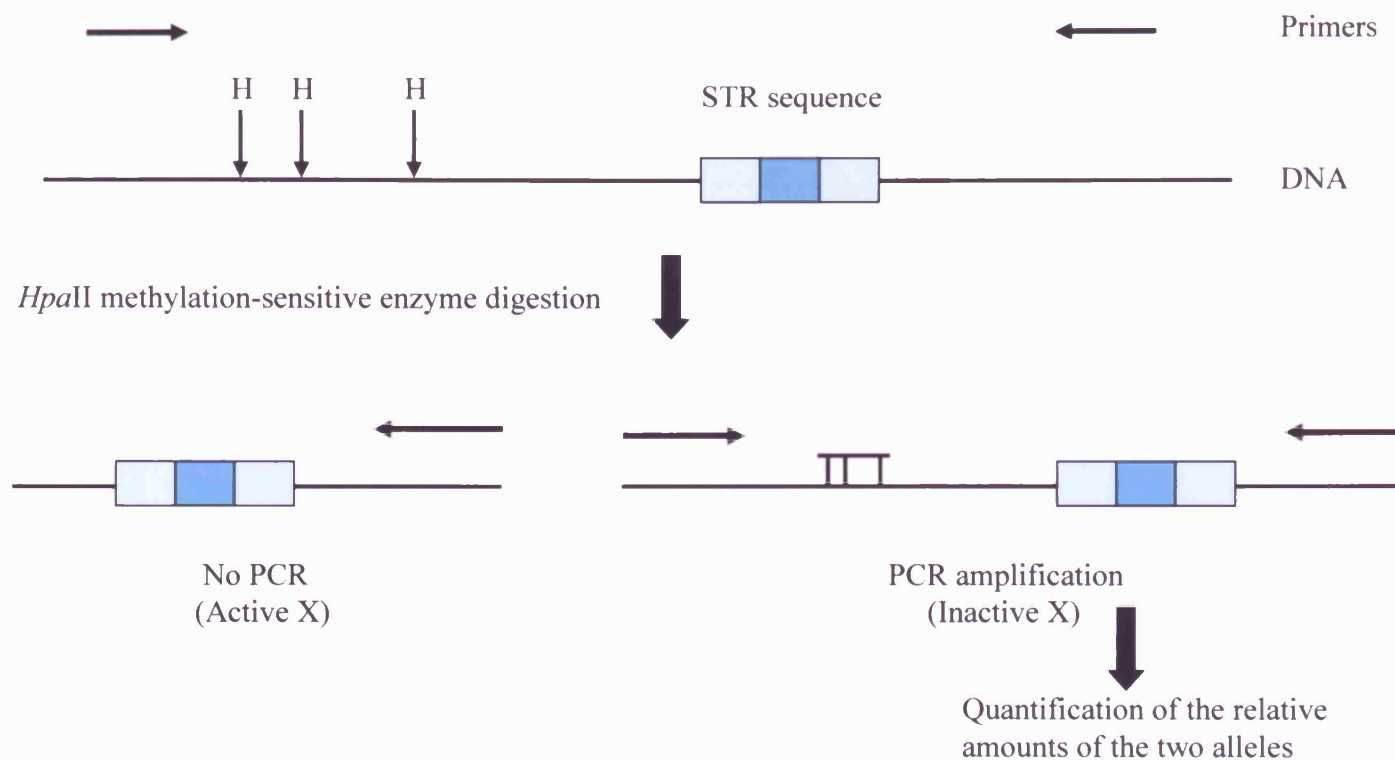 Primers
H H H
STR sequence
DNA
HpaII methylation-sensitive enzyme digestion
No PCR
(Active X)
PCR amplification
(Inactive X)
Quantification of the relative
amounts of the two alleles